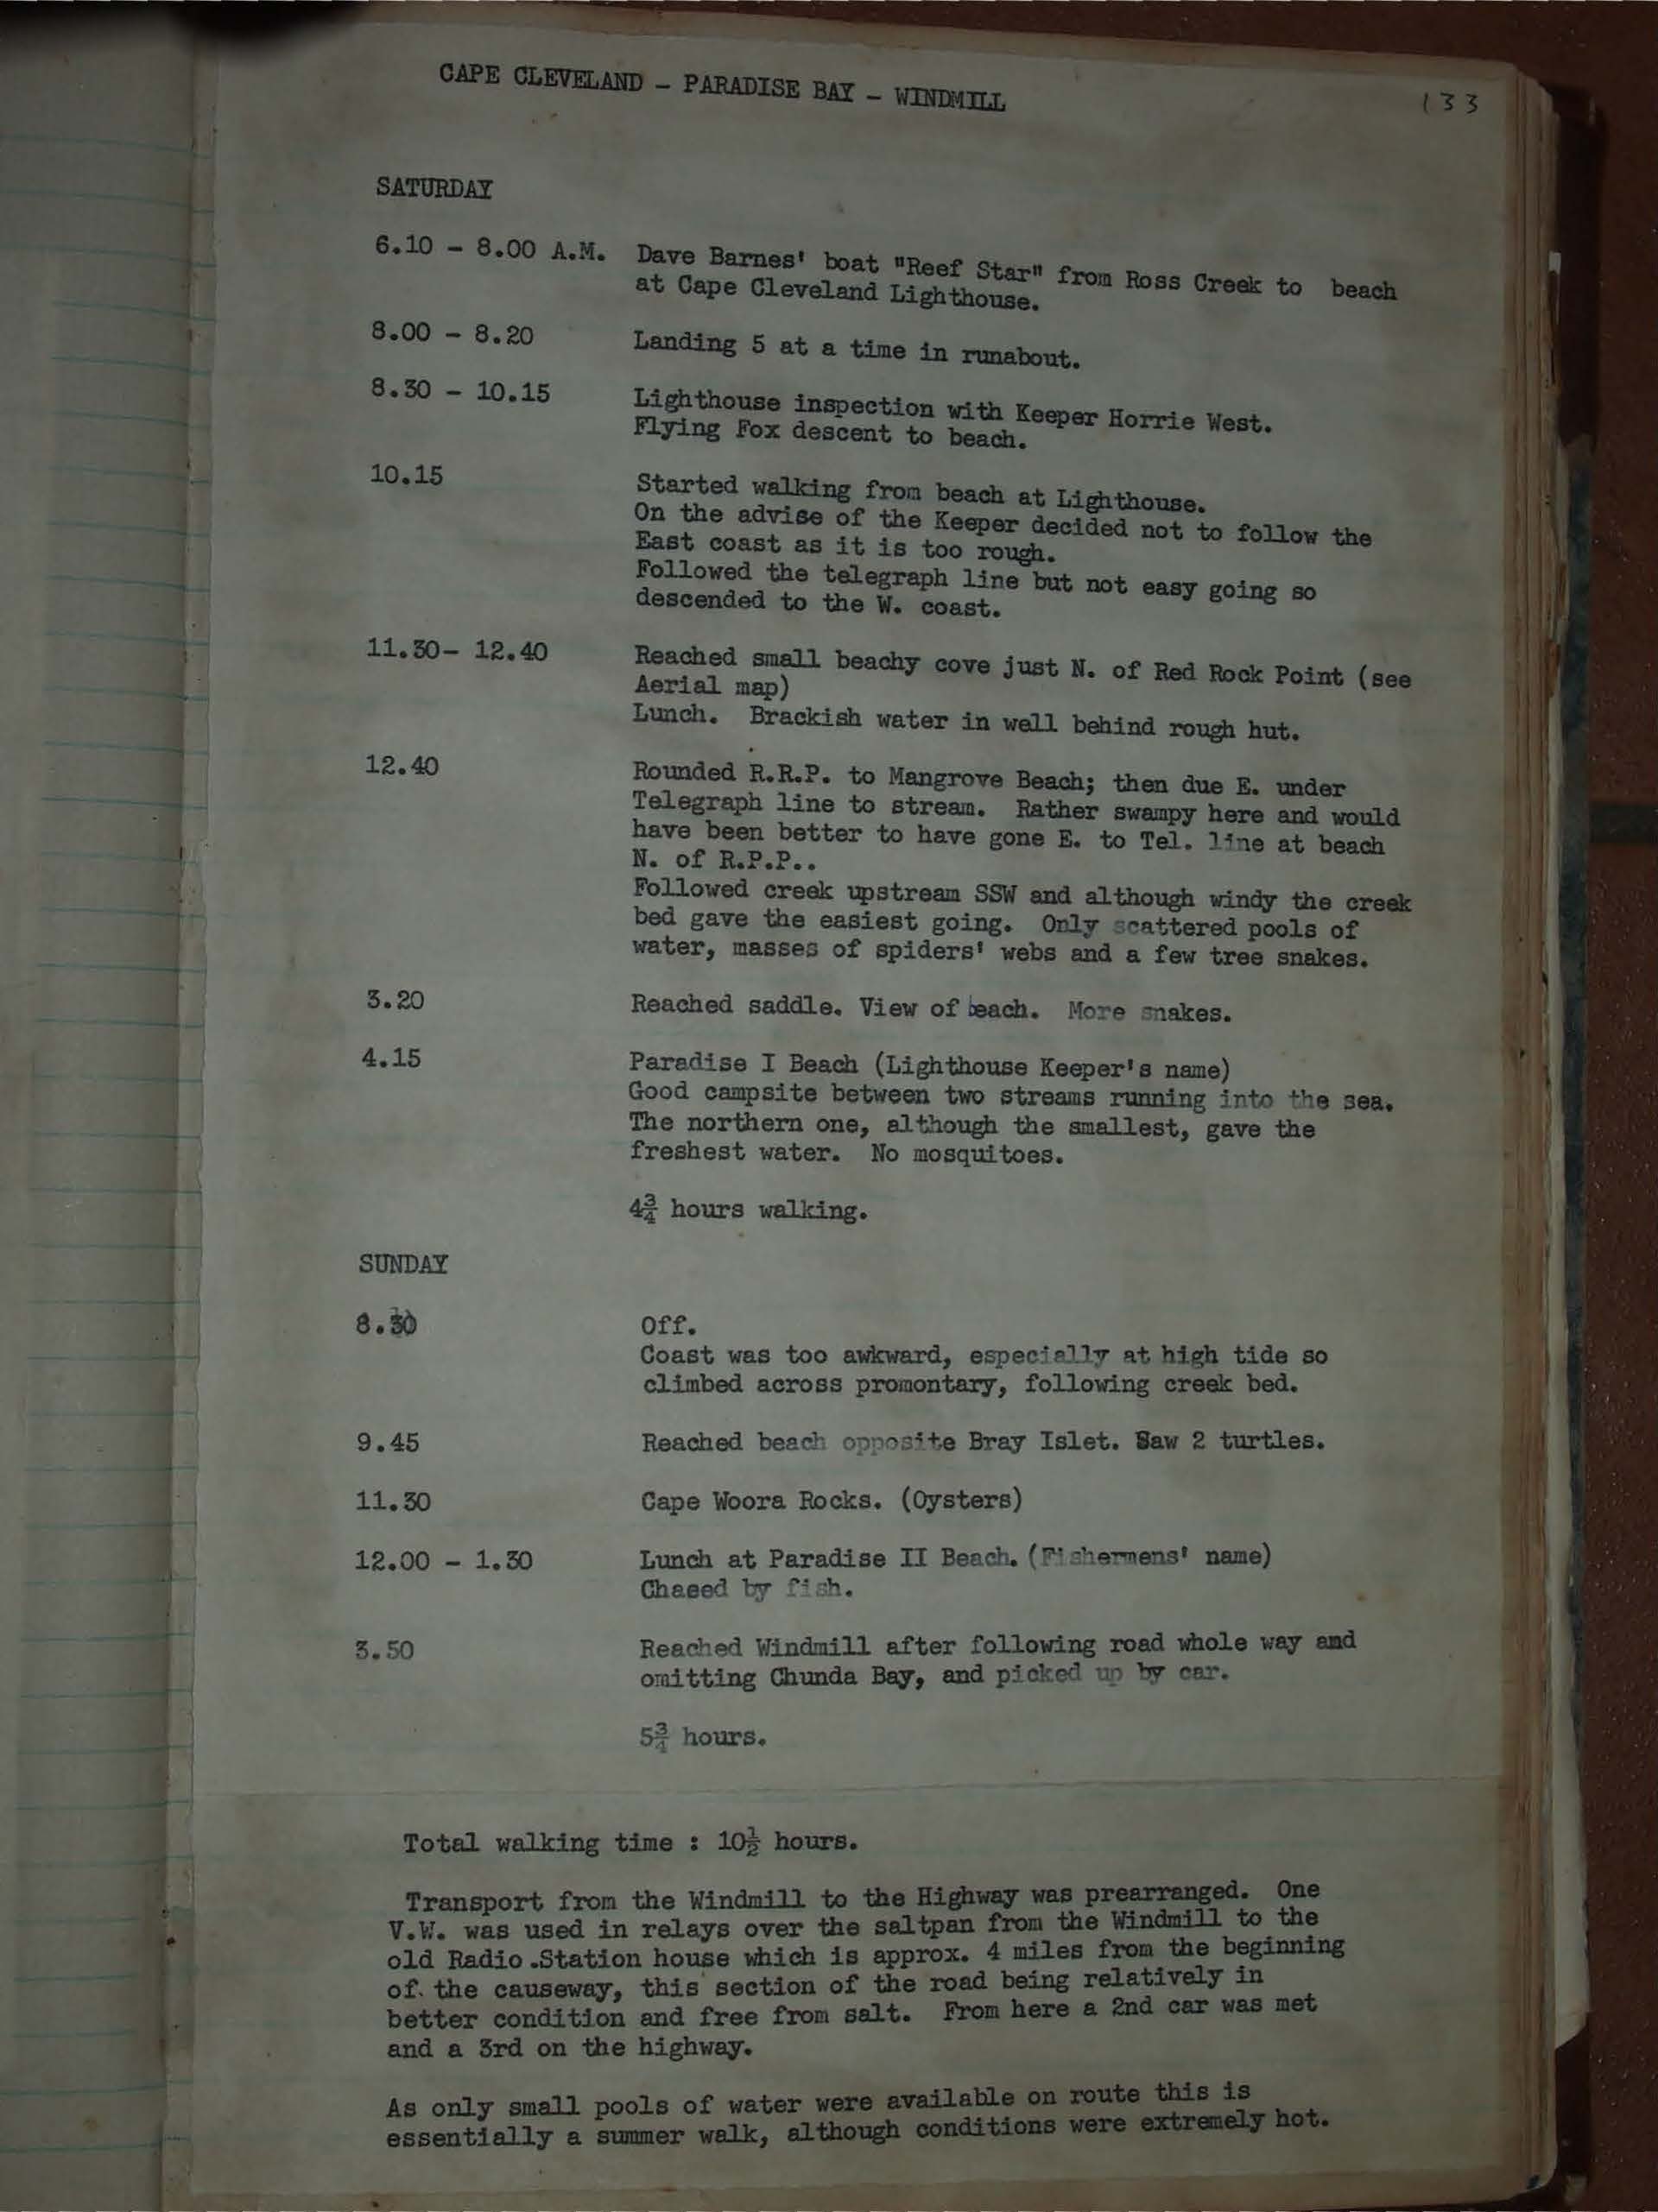 CAPE CLEVELAND - PARADISE BAY - WINDMILL
133
SATURDAY
6.10 - 8.00 A.M. Dave Barnes' boat "Reef Star" from Ross Creek to beach
at Cape Cleveland Lighthouse.
8.00 - 8.20 Landing 5 at a time in runabout.
8.30 - 10.15 Lighthouse inspection with Keeper Horrie West.
Flying Fox descent to beach.
10.15 Started walking from beach at Lighthouse.
On the advise of the Keeper decided not to follow the
East coast as it is too rough.
Followed the telegraph line but not easy going so
descended to the W. coast.
11.30- 12.40 Reached small beachy cove just N. of Red Rock Point (see
Aerial map)
Lunch. Brackish water in well behind rough hut.
12.40 Rounded R.R.P. to Mangrove Beach; then due E. under
Telegraph line to stream. Rather swampy here and would
have been better to have gone E. to Tel. line at beach
N. of R.P.P..
Followed creek upstream SSW and although windy the creek
bed gave the easiest going. Only scattered pools of
water, masses of spiders' webs and a few tree snakes.
3.20 Reached saddle. View of beach. More snakes.
4.15 Paradise I Beach (Lighthouse Keeper's name)
Good campsite between two streams running into the sea.
The northern one, although the smallest, gave the
freshest water. No mosquitoes.
4¾ hours walking.
SUNDAY
8.30 Off.
Coast was too awkward, especially at high tide so
climbed across promontary, following creek bed.
9.45 Reached beach opposite Bray Islet. Saw 2 turtles.
11.30 Cape Woora Rocks. (Oysters)
12.00 - 1.30 Lunch at Paradise II Beach. (Fishermens' name)
Chased by fish.
3.50 Reached Windmill after following road whole way and
omitting Chunda Bay, and picked up by car.
5¾ hours.
Total walking time : 10½ hours.
Transport from the Windmill to the Highway was prearranged. One
V.W. was used in relays over the saltpan from the Windmill to the
old Radio .Station house which is approx. 4 miles from the beginning
of. the causeway, this section of the road being relatively in
better condition and free from salt. From here a 2nd car was met
and a 3rd on the highway.
As only small pools of water were available on route this is
essentially a summer walk, although conditions were extremely hot.